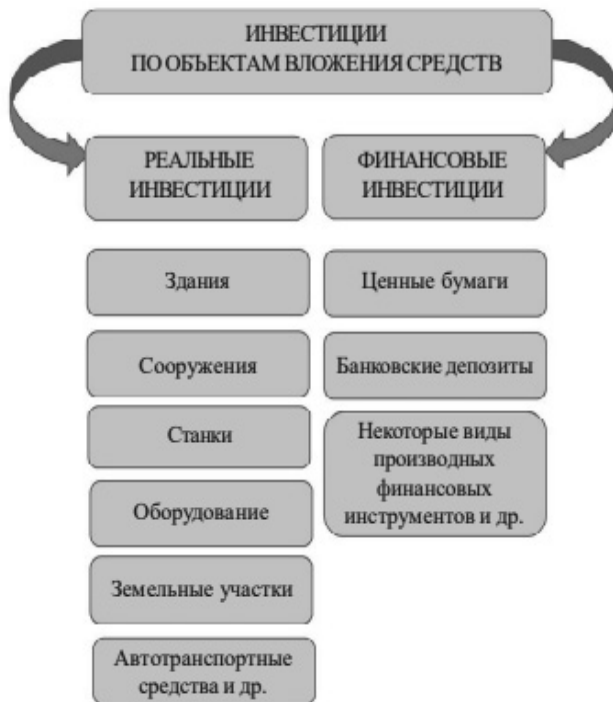 ИНВЕСТИЦИИ
ПО ОБЪЕКТАМ ВЛОЖЕНИЯ СРЕДСТВ
РЕАЛЬНЫЕ
ИНВЕСТИЦИИ
Здания
Сооружения
Станки
Оборудование
Земельные участки
Автотранспортные
средства и др.
ФИНАНСОВЫЕ
ИНВЕСТИЦИИ
Ценные бумаги
Банковские депозиты
Некоторые виды
производных
финансовых
инструментов и др.